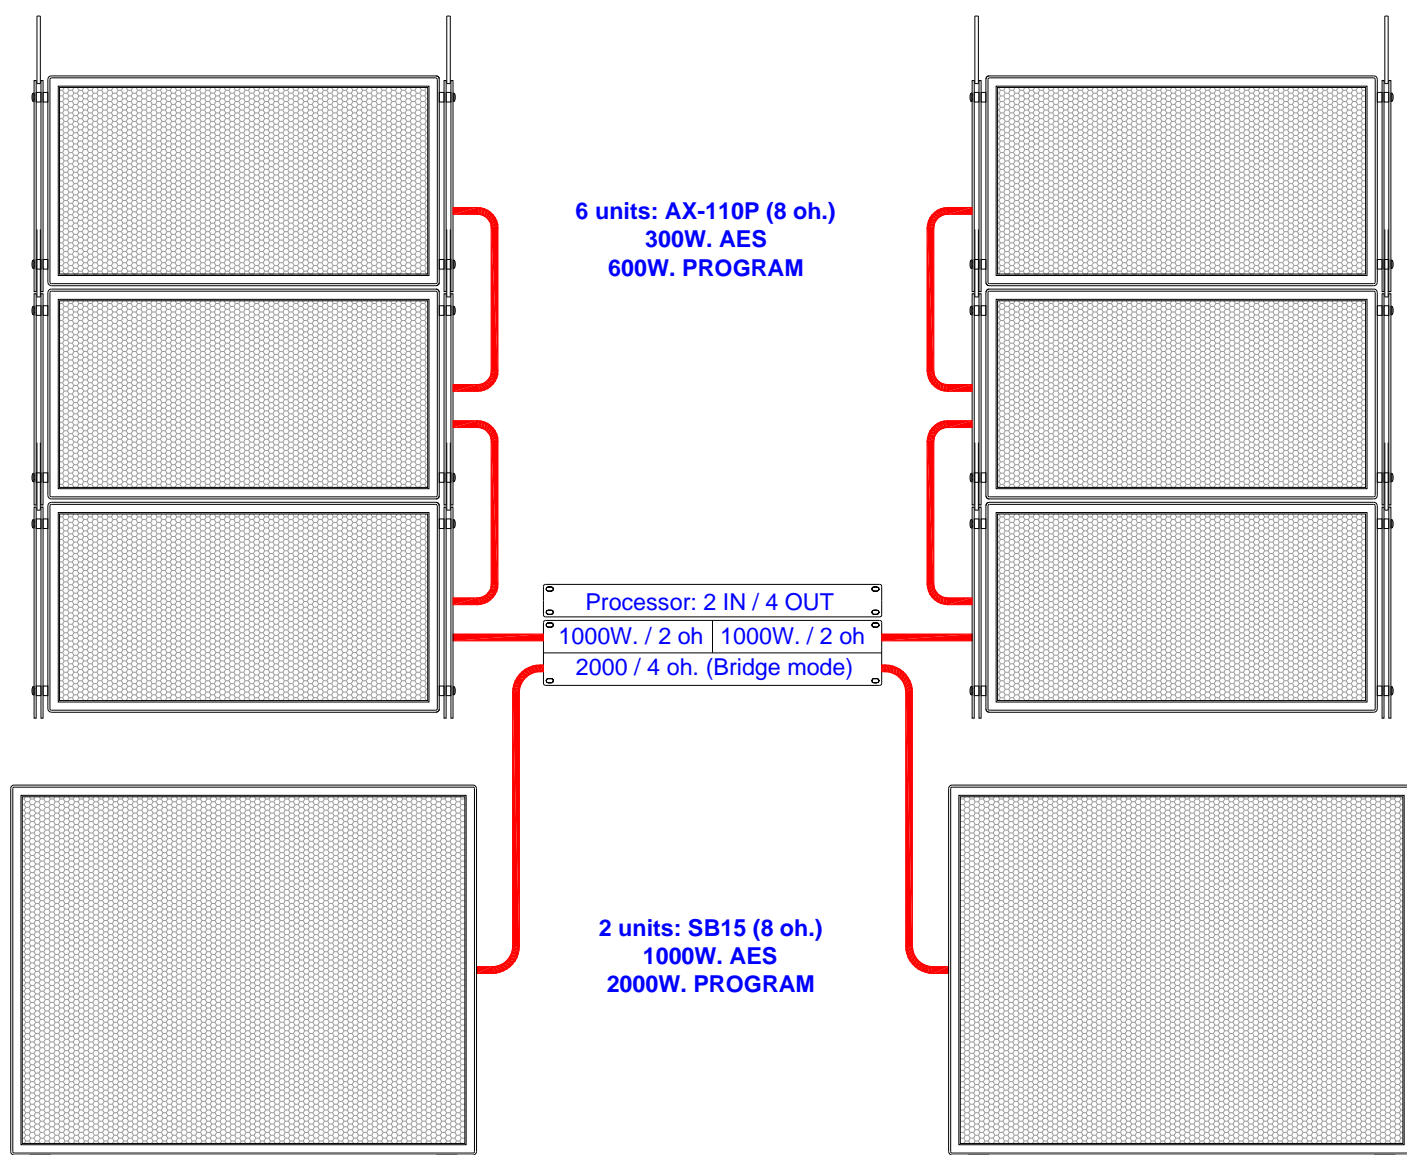 6 units: AX-110P (8 oh.)
300W. AES
600W. PROGRAM
Processor: 2 IN / 4 OUT
1000W. / 2 oh 1000W. / 2 oh
2000 / 4 oh. (Bridge mode)
2 units: SB15 (8 oh.)
1000W. AES
2000W. PROGRAM